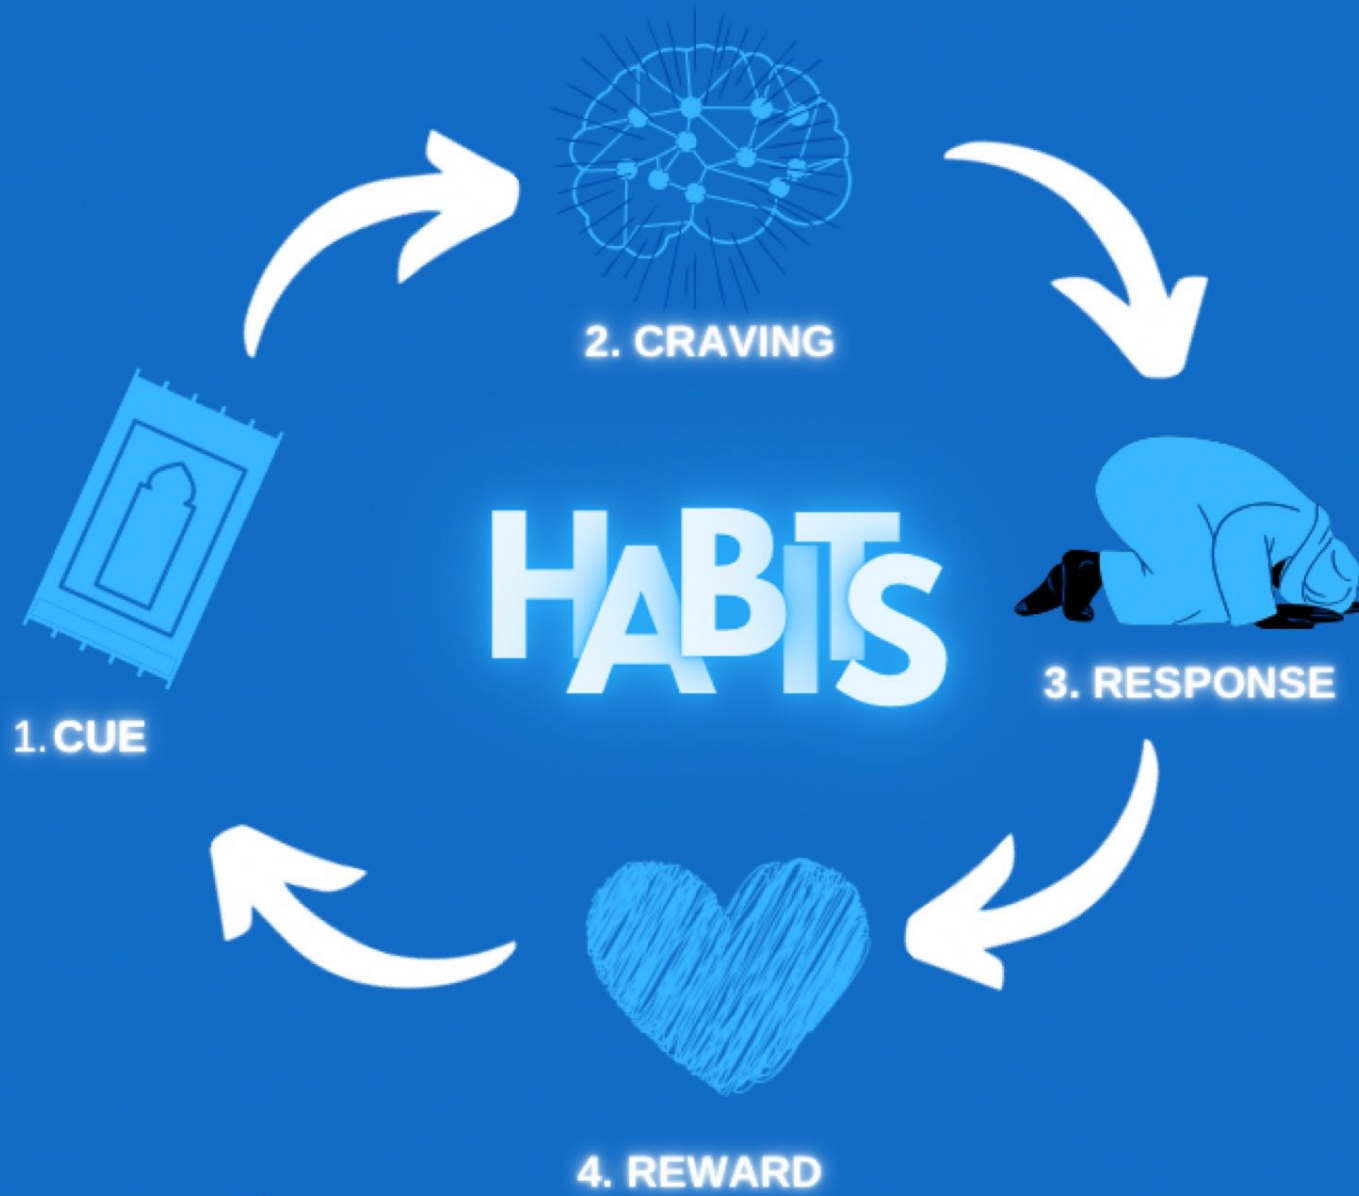 2. CRAVING
HABITS
3. RESPONSE
1. CUE
4. REWARD